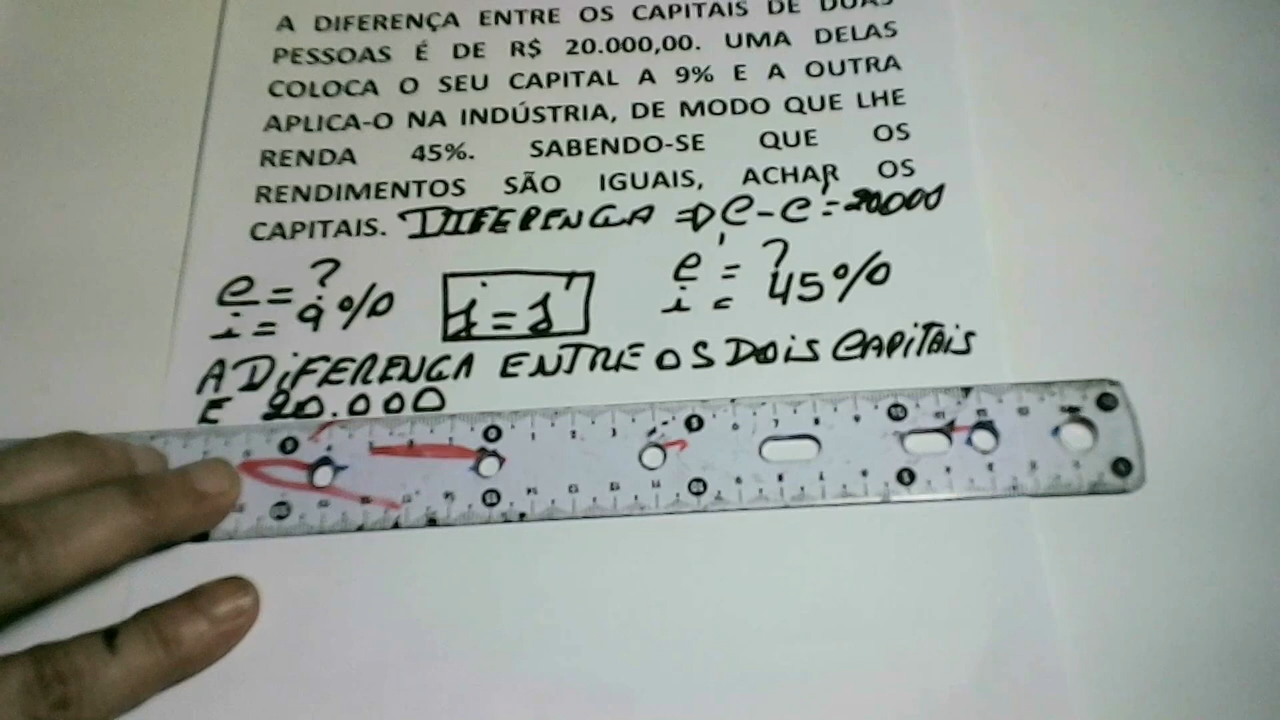 A DIFERENÇA ENTRE OS CAPITAIS DE DUAS
PESSOAS É DE R$ 20.000,00. UMA DELAS
COLOCA O SEU CAPITAL A 9% E A OUTRA
APLICA-O NA INDÚSTRIA, DE MODO QUE LHE
RENDA 45%. SABENDO-SE QUE OS
RENDIMENTOS SÃO IGUAIS, ACHAR OS
CAPITAIS. DIFERENÇA => C - C' = 20000
C = ? j = j' C' = ?
i = 9% i = 45%
A DIFERENÇA ENTRE OS DOIS CAPITAIS
E 20.000